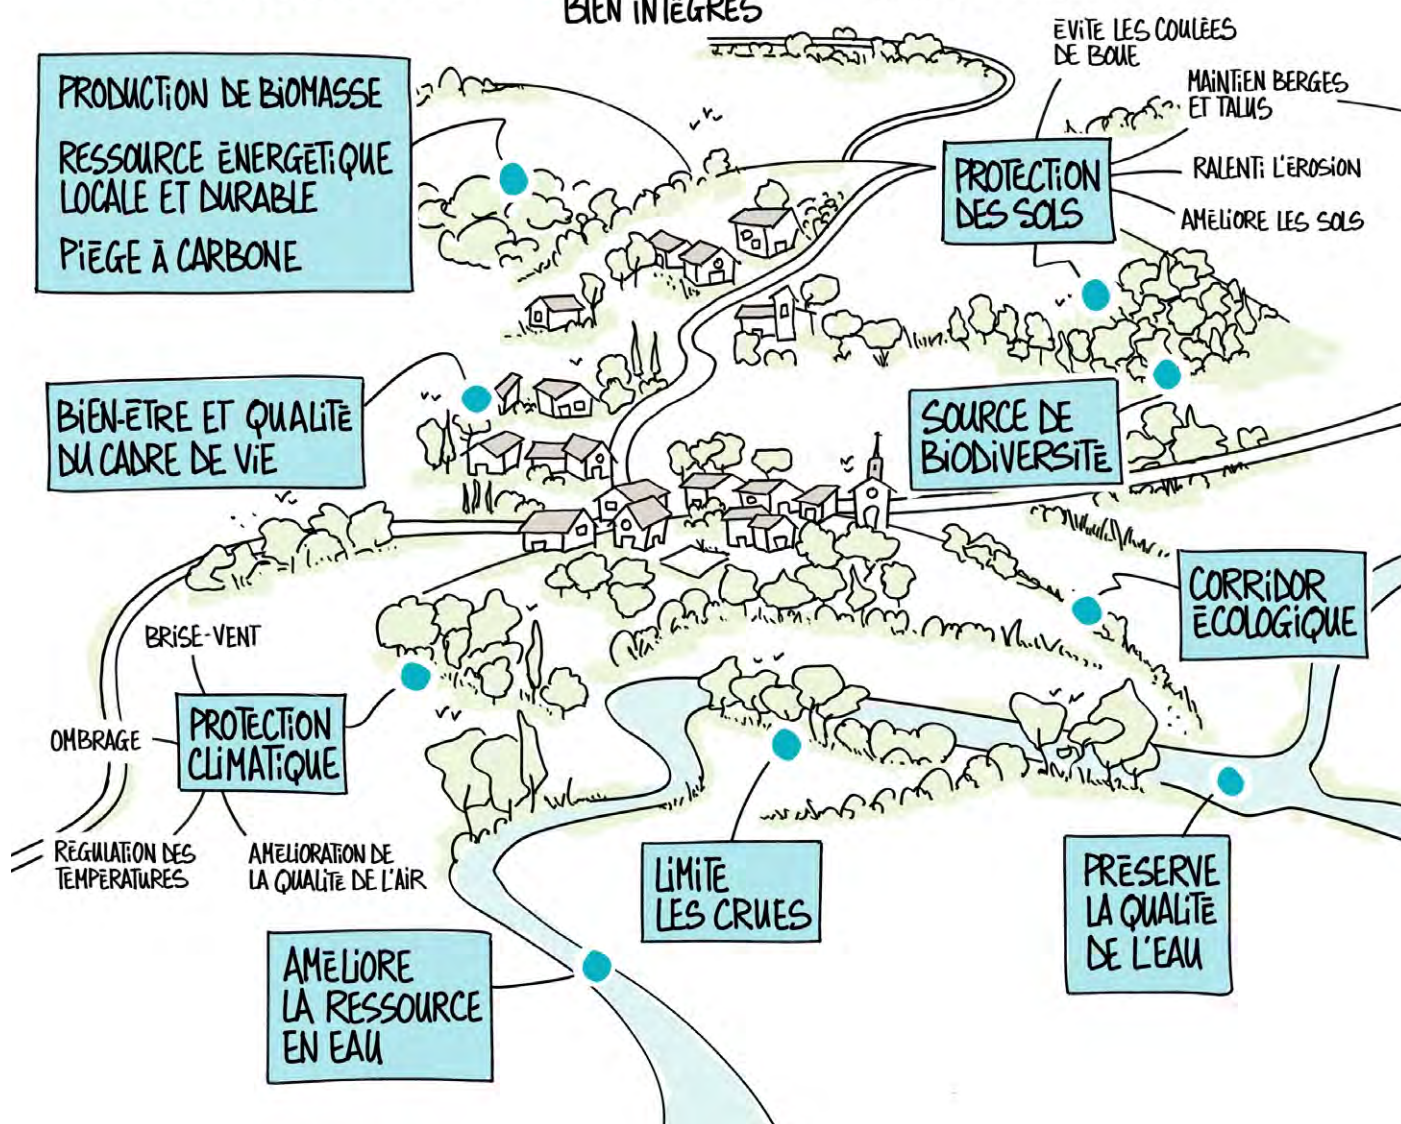 BIEN INTÉGRÉS
ÉVITE LES COULÉES
DE BOUE
MAINTIEN BERGES
ET TALUS
PRODUCTION DE BIOMASSE
RESSOURCE ÉNERGÉTIQUE
LOCALE ET DURABLE
PIÈGE À CARBONE
PROTECTION
DES SOLS
RALENTI L'ÉROSION
AMÉLIORE LES SOLS
BIEN-ÊTRE ET QUALITÉ
DU CADRE DE VIE
SOURCE DE
BIODIVERSITÉ
CORRIDOR
ÉCOLOGIQUE
BRISE-VENT
OMBRAGE
PROTECTION
CLIMATIQUE
RÉGULATION DES
TEMPÉRATURES
AMÉLIORATION DE
LA QUALITÉ DE L'AIR
LIMITE
LES CRUES
PRÉSERVE
LA QUALITÉ
DE L'EAU
AMÉLIORE
LA RESSOURCE
EN EAU